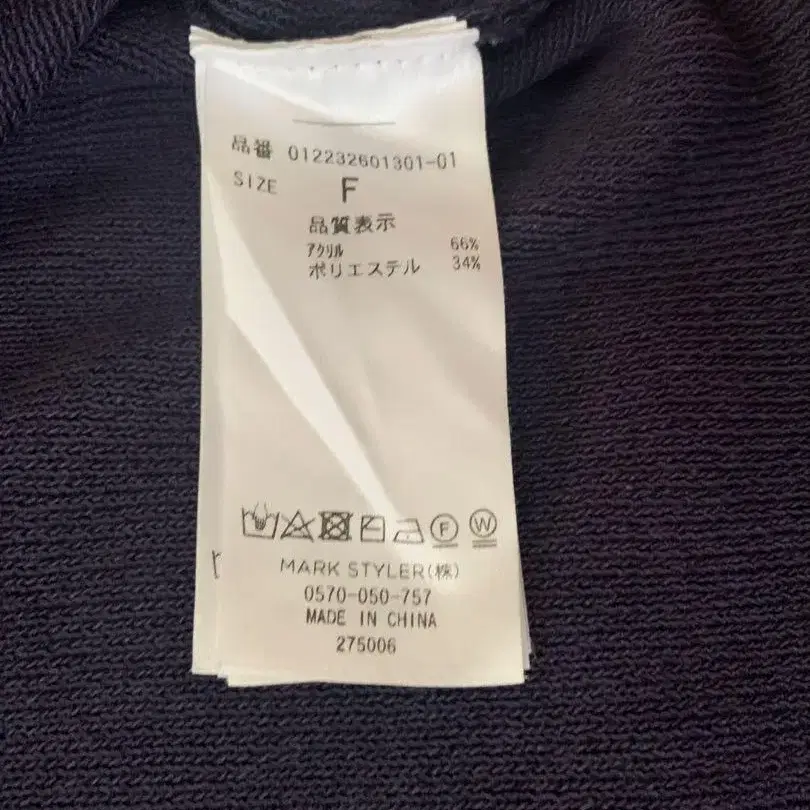 品番 012232601301-01
SIZE F
品質表示
アクリル 66%
ポリエステル 34%
F W
MARK STYLER(株)
0570-050-757
MADE IN CHINA
275006